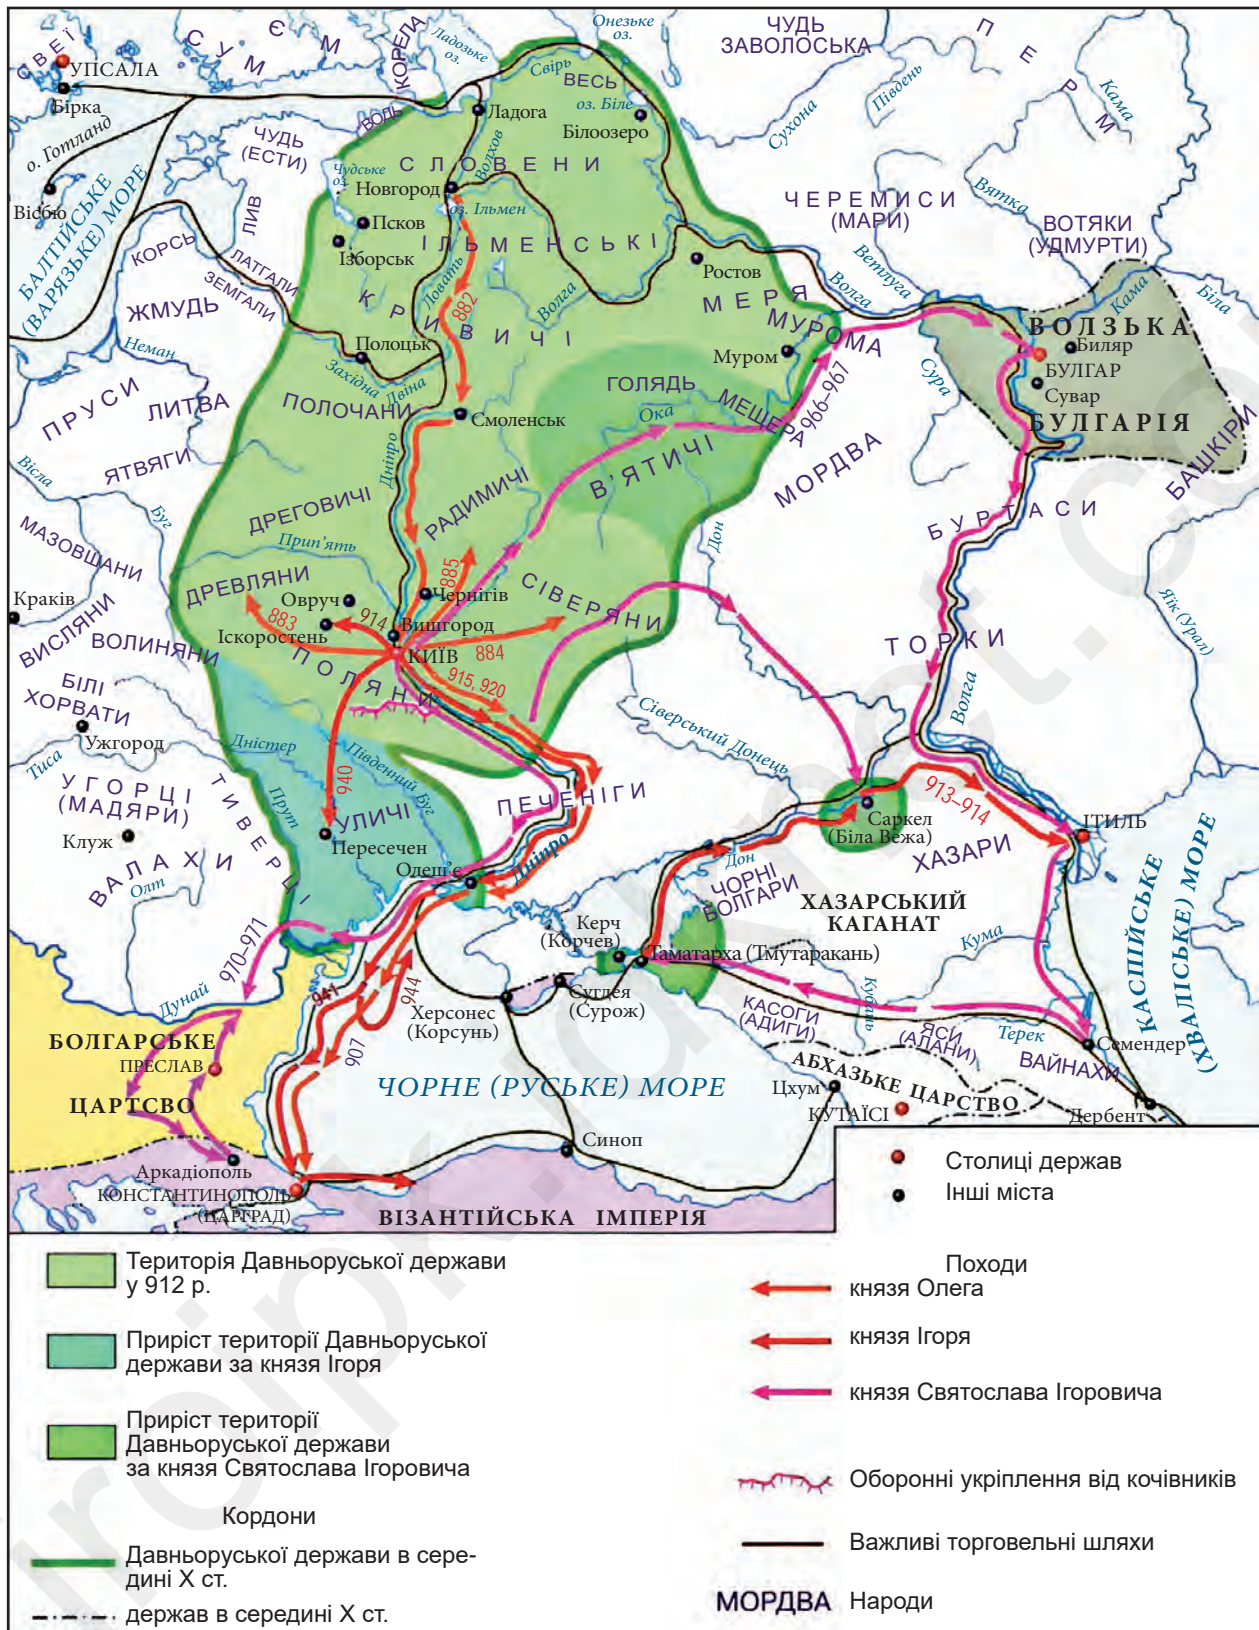 СВЕЇ
УПСАЛА
Бірка
о. Готланд
Вісбю
БАЛТІЙСЬКЕ
(ВАРЯЗЬКЕ) МОРЕ
СУМ
ЄМ
КОРЕЛА
Ладозьке
оз.
Онезьке
оз.
Свірь
ВЕСЬ
оз. Біле
Білоозеро
ЧУДЬ
ЗАВОЛОСЬКА
ПЕРМ
Сухона
Південь
Кама
Вятка
ВОДЬ
Ладога
ЧУДЬ
(ЕСТИ)
Чудське
оз.
Волхов
СЛОВЕНИ
Новгород
оз. Ільмен
Псков
Ізборськ
ІЛЬМЕНСЬКІ
ЛИВ
КОРСЬ
ЛАТГАЛИ
ЗЕМГАЛИ
ЖМУДЬ
Неман
Ловать
882
КРИВИЧІ
Волга
Ростов
МЕРЯ
МУРОМА
Муром
ЧЕРЕМИСИ
(МАРИ)
ВОТЯКИ
(УДМУРТИ)
Ветлуга
Волга
Кама
Біла
ВОЛЗЬКА
Биляр
БУЛГАР
Сувар
БУЛГАРІЯ
БАШКІРИ
Сура
966–967
Полоцьк
Західна Двіна
ПОЛОЧАНИ
Смоленськ
ГОЛЯДЬ
Ока
МЕЩЕРА
В’ЯТИЧІ
МОРДВА
БУРТАСИ
ПРУСИ
ЛИТВА
ЯТВЯГИ
Вісла
Буг
МАЗОВШАНИ
Дніпро
ДРЕГОВИЧІ
РАДИМИЧІ
Прип’ять
Дон
ДРЕВЛЯНИ
Овруч
885
Чернігів
СІВЕРЯНИ
883
914
Вишгород
Іскоростень
КИЇВ
884
915, 920
ПОЛЯНИ
Краків
ВИСЛЯНИ
ВОЛИНЯНИ
БІЛІ
ХОРВАТИ
Ужгород
Тиса
Дністер
Південний Буг
940
ТОРКИ
Яїк (Урал)
Волга
Сіверський Донець
УГОРЦІ
(МАДЯРИ)
ТИВЕРЦІ
Прут
УЛИЧІ
Пересечен
ПЕЧЕНІГИ
Клуж
ВАЛАХИ
Олт
Олеш’є
Дніпро
913–914
Саркел
(Біла Вежа)
ІТИЛЬ
ХАЗАРИ
Дон
ЧОРНІ
БОЛГАРИ
ХАЗАРСЬКИЙ
КАГАНАТ
КАСПІЙСЬКЕ
(ХВАЛІСЬКЕ) МОРЕ
Керч
(Корчев)
Таматарха (Тмутаракань)
Кума
Кубань
970–971
Дунай
941
944
907
Херсонес
(Корсунь)
Сугдея
(Сурож)
КАСОГИ
(АДИГИ)
ЯСИ
(АЛАНИ)
Терек
ВАЙНАХИ
Семендер
БОЛГАРСЬКЕ
ПРЕСЛАВ
ЦАРТСВО
ЧОРНЕ (РУСЬКЕ) МОРЕ
АБХАЗЬКЕ ЦАРСТВО
Цхум
КУТАЇСІ
Дербент
Синоп
Аркадіополь
КОНСТАНТИНОПОЛЬ
(ЦАРГРАД)
ВІЗАНТІЙСЬКА ІМПЕРІЯ
Столиці держав
Інші міста
Територія Давньоруської держави
у 912 р.
Приріст території Давньоруської
держави за князя Ігоря
Приріст території
Давньоруської держави
за князя Святослава Ігоровича
Кордони
Давньоруської держави в сере-
дині X ст.
держав в середині X ст.
Походи
князя Олега
князя Ігоря
князя Святослава Ігоровича
Оборонні укріплення від кочівників
Важливі торговельні шляхи
МОРДВА Народи